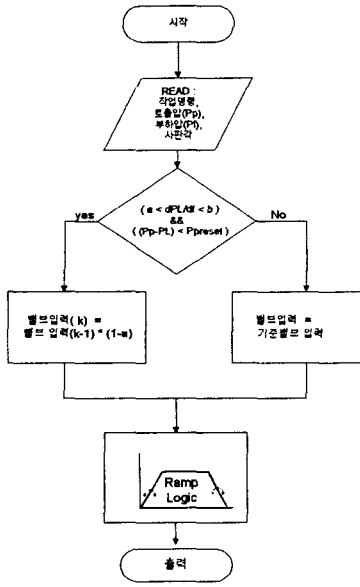 시작
READ :
작업명령,
토출압(Pp)
부하압(Pl),
사판각
( a < dPL/dt < b )
&&
( (Pp-PL) < Ppreset )
yes
No
밸브입력( k) =
밸브 입력(k-1) * (1-m)
밸브입력 =
기준밸브 입력
Ramp
Logic
출력